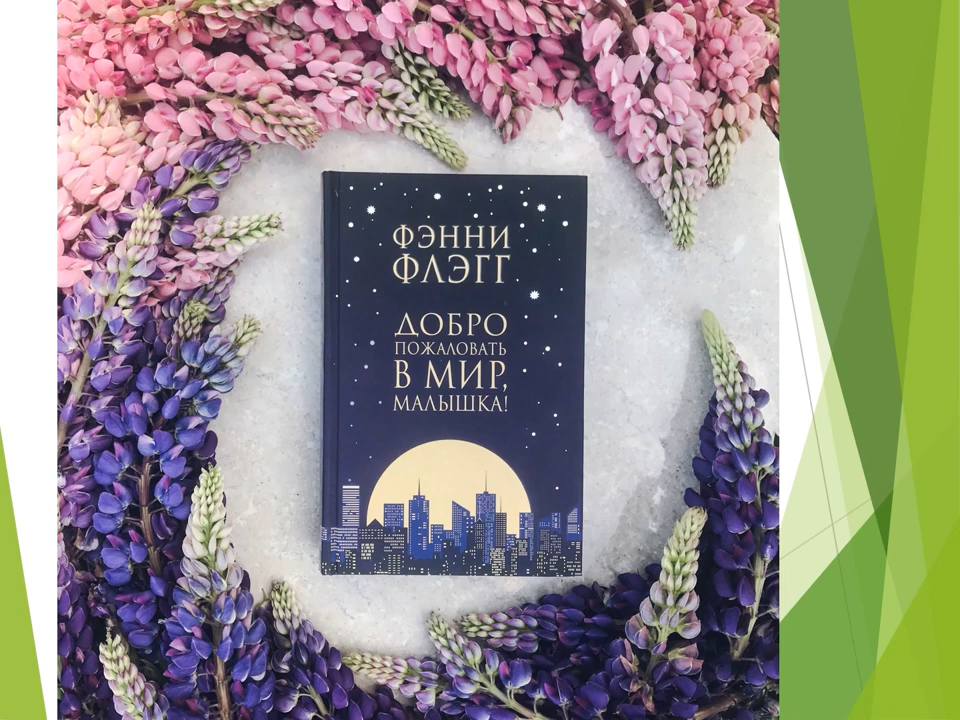 ФЭННИ
ФЛЭГГ
ДОБРО
ПОЖАЛОВАТЬ
В МИР,
МАЛЫШКА!